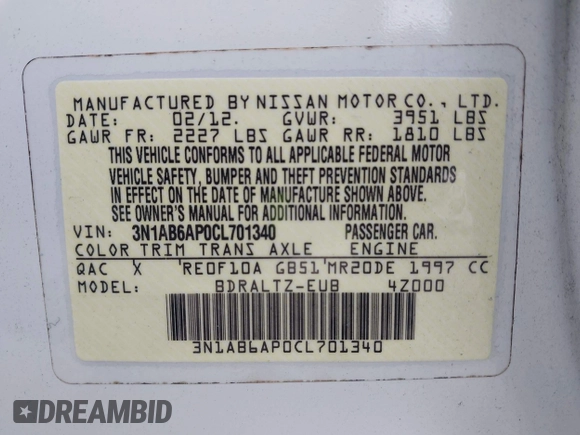 MANUFACTURED BY NISSAN MOTOR CO., LTD.
DATE: 02/12. GVWR: 3951 LBS
GAWR FR: 2227 LBS GAWR RR: 1810 LBS
THIS VEHICLE CONFORMS TO ALL APPLICABLE FEDERAL MOTOR
VEHICLE SAFETY, BUMPER AND THEFT PREVENTION STANDARDS
IN EFFECT ON THE DATE OF MANUFACTURE SHOWN ABOVE.
SEE OWNER'S MANUAL FOR ADDITIONAL INFORMATION.
VIN: 3N1AB6AP0CL701340 PASSENGER CAR.
COLOR TRIM TRANS AXLE ENGINE
QAC X 'RE0F10A GB51'MR20DE 1997 CC
MODEL: BDRALTZ-EUB 4Z000
3N1AB6AP0CL701340
DREAMBID